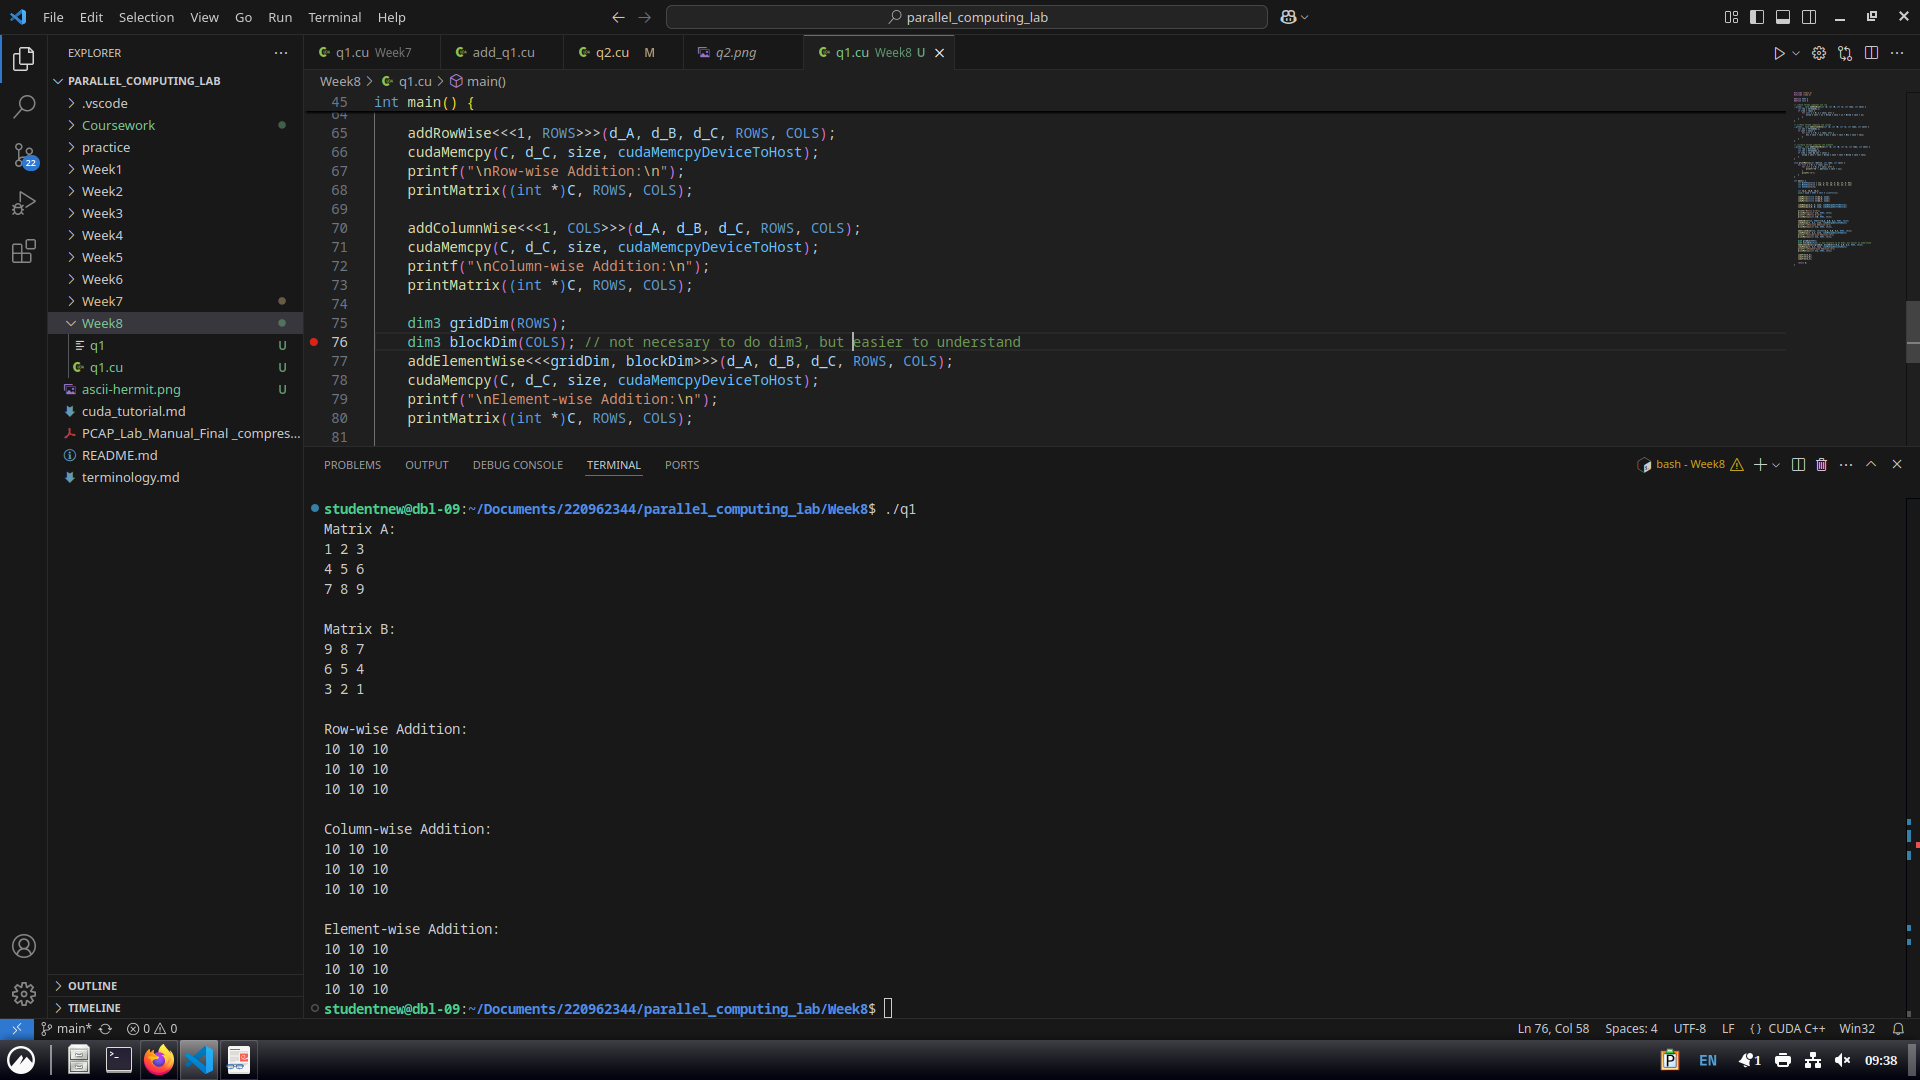 File Edit Selection View Go Run Terminal Help
parallel_computing_lab
EXPLORER
PARALLEL_COMPUTING_LAB
.vscode
Coursework
practice
Week1
Week2
Week3
Week4
Week5
Week6
Week7
Week8
q1 U
q1.cu U
ascii-hermit.png U
cuda_tutorial.md
PCAP_Lab_Manual_Final _compres...
README.md
terminology.md
OUTLINE
TIMELINE
22
q1.cu Week7 add_q1.cu q2.cu M q2.png q1.cu Week8 U
Week8 > q1.cu > main()
45 int main() {
64
65 addRowWise<<<1, ROWS>>>(d_A, d_B, d_C, ROWS, COLS);
66 cudaMemcpy(C, d_C, size, cudaMemcpyDeviceToHost);
67 printf("\nRow-wise Addition:\n");
68 printMatrix((int *)C, ROWS, COLS);
69
70 addColumnWise<<<1, COLS>>>(d_A, d_B, d_C, ROWS, COLS);
71 cudaMemcpy(C, d_C, size, cudaMemcpyDeviceToHost);
72 printf("\nColumn-wise Addition:\n");
73 printMatrix((int *)C, ROWS, COLS);
74
75 dim3 gridDim(ROWS);
76 dim3 blockDim(COLS); // not necesary to do dim3, but easier to understand
77 addElementWise<<<gridDim, blockDim>>>(d_A, d_B, d_C, ROWS, COLS);
78 cudaMemcpy(C, d_C, size, cudaMemcpyDeviceToHost);
79 printf("\nElement-wise Addition:\n");
80 printMatrix((int *)C, ROWS, COLS);
81
PROBLEMS OUTPUT DEBUG CONSOLE TERMINAL PORTS
bash - Week8
studentnew@dbl-09:~/Documents/220962344/parallel_computing_lab/Week8$ ./q1
Matrix A:
1 2 3
4 5 6
7 8 9
Matrix B:
9 8 7
6 5 4
3 2 1
Row-wise Addition:
10 10 10
10 10 10
10 10 10
Column-wise Addition:
10 10 10
10 10 10
10 10 10
Element-wise Addition:
10 10 10
10 10 10
10 10 10
studentnew@dbl-09:~/Documents/220962344/parallel_computing_lab/Week8$
main* 0 0
Ln 76, Col 58 Spaces: 4 UTF-8 LF {} CUDA C++ Win32
EN 1 09:38